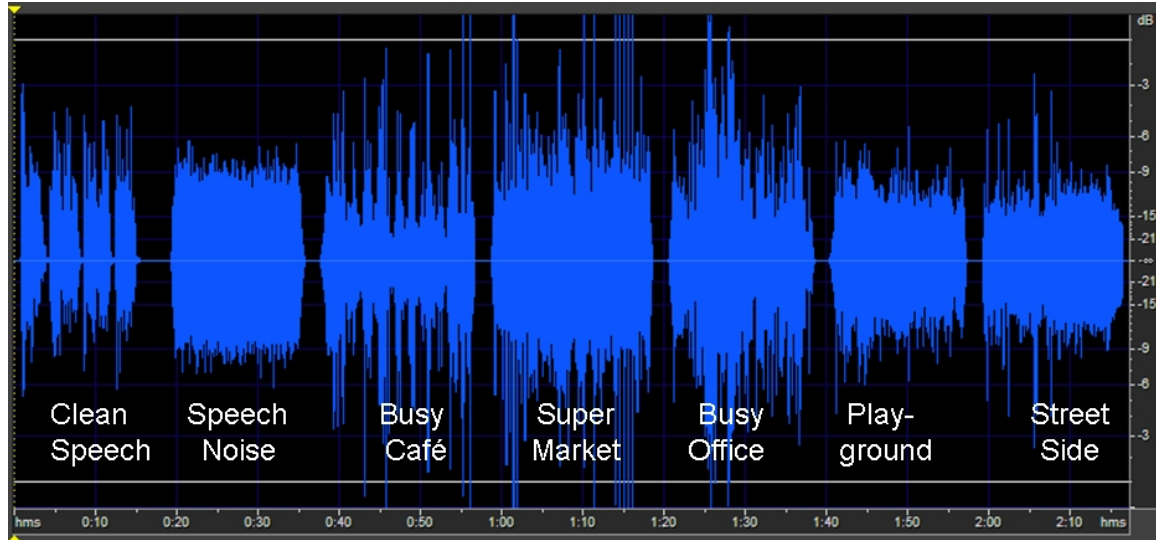 dB
-3
-6
-9
-15
-21
-∞
-21
-15
-9
-6
-3
Clean Speech
Speech Noise
Busy Café
Super Market
Busy Office
Play-ground
Street Side
hms 0:10 0:20 0:30 0:40 0:50 1:00 1:10 1:20 1:30 1:40 1:50 2:00 2:10 hms